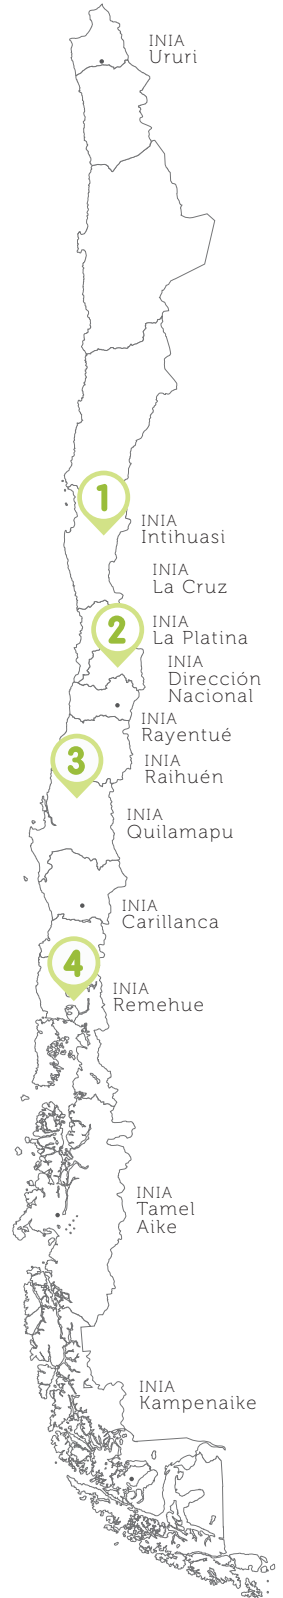 INIA
Ururi
1
INIA
Intihuasi
INIA
La Cruz
2
INIA
La Platina
INIA
Dirección
Nacional
INIA
Rayentué
3
INIA
Raihuén
INIA
Quilamapu
INIA
Carillanca
4
INIA
Remehue
INIA
Tamel
Aike
INIA
Kampenaike